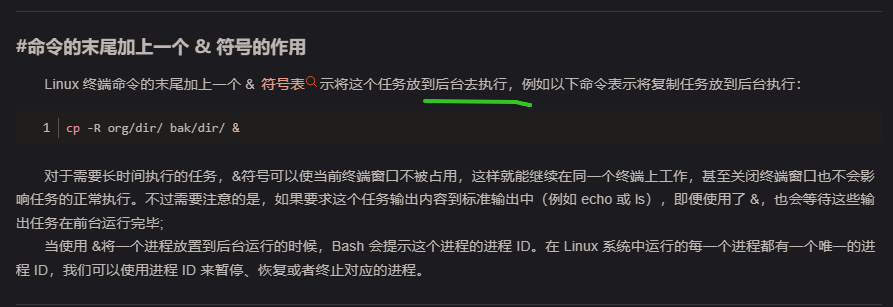 #命令的末尾加上一个 & 符号的作用
Linux 终端命令的末尾加上一个 & 符号表示将这个任务放到后台去执行，例如以下命令表示将复制任务放到后台执行：
1 cp -R org/dir/ bak/dir/ &
对于需要长时间执行的任务，&符号可以使当前终端窗口不被占用，这样就能继续在同一个终端上工作，甚至关闭终端窗口也不会影
响任务的正常执行。不过需要注意的是，如果要求这个任务输出内容到标准输出中（例如 echo 或 ls），即便使用了 &，也会等待这些输
出任务在前台运行完毕;
当使用 &将一个进程放置到后台运行的时候，Bash 会提示这个进程的进程 ID。在 Linux 系统中运行的每一个进程都有一个唯一的进
程 ID，我们可以使用进程 ID 来暂停、恢复或者终止对应的进程。